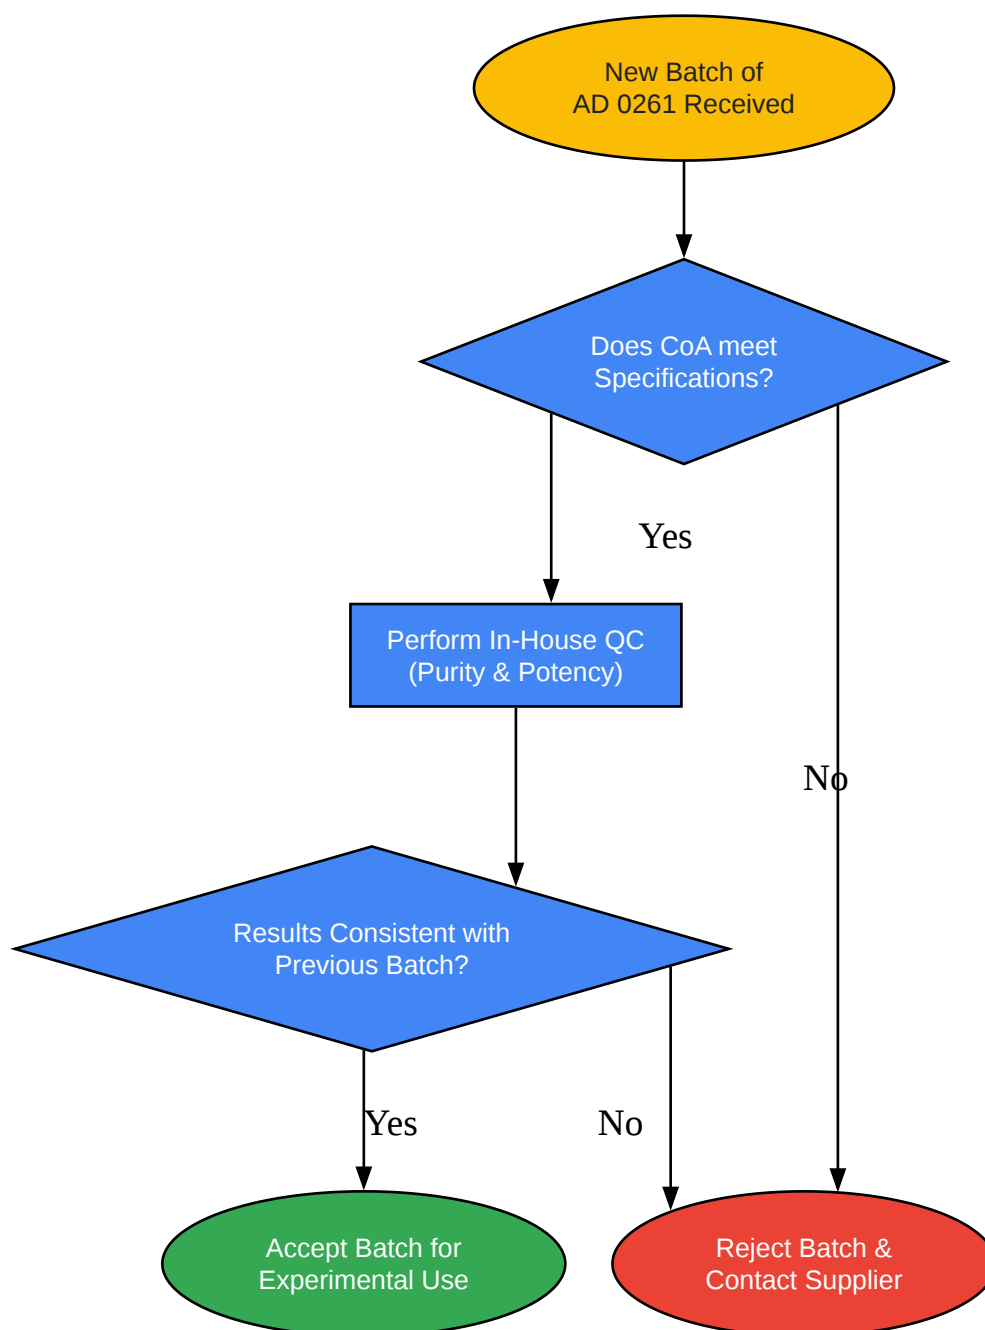 New Batch of
AD 0261 Received
Does CoA meet
Specifications?
Yes
Perform In-House QC
(Purity & Potency)
No
Results Consistent with
Previous Batch?
Yes
No
Accept Batch for
Experimental Use
Reject Batch &
Contact Supplier